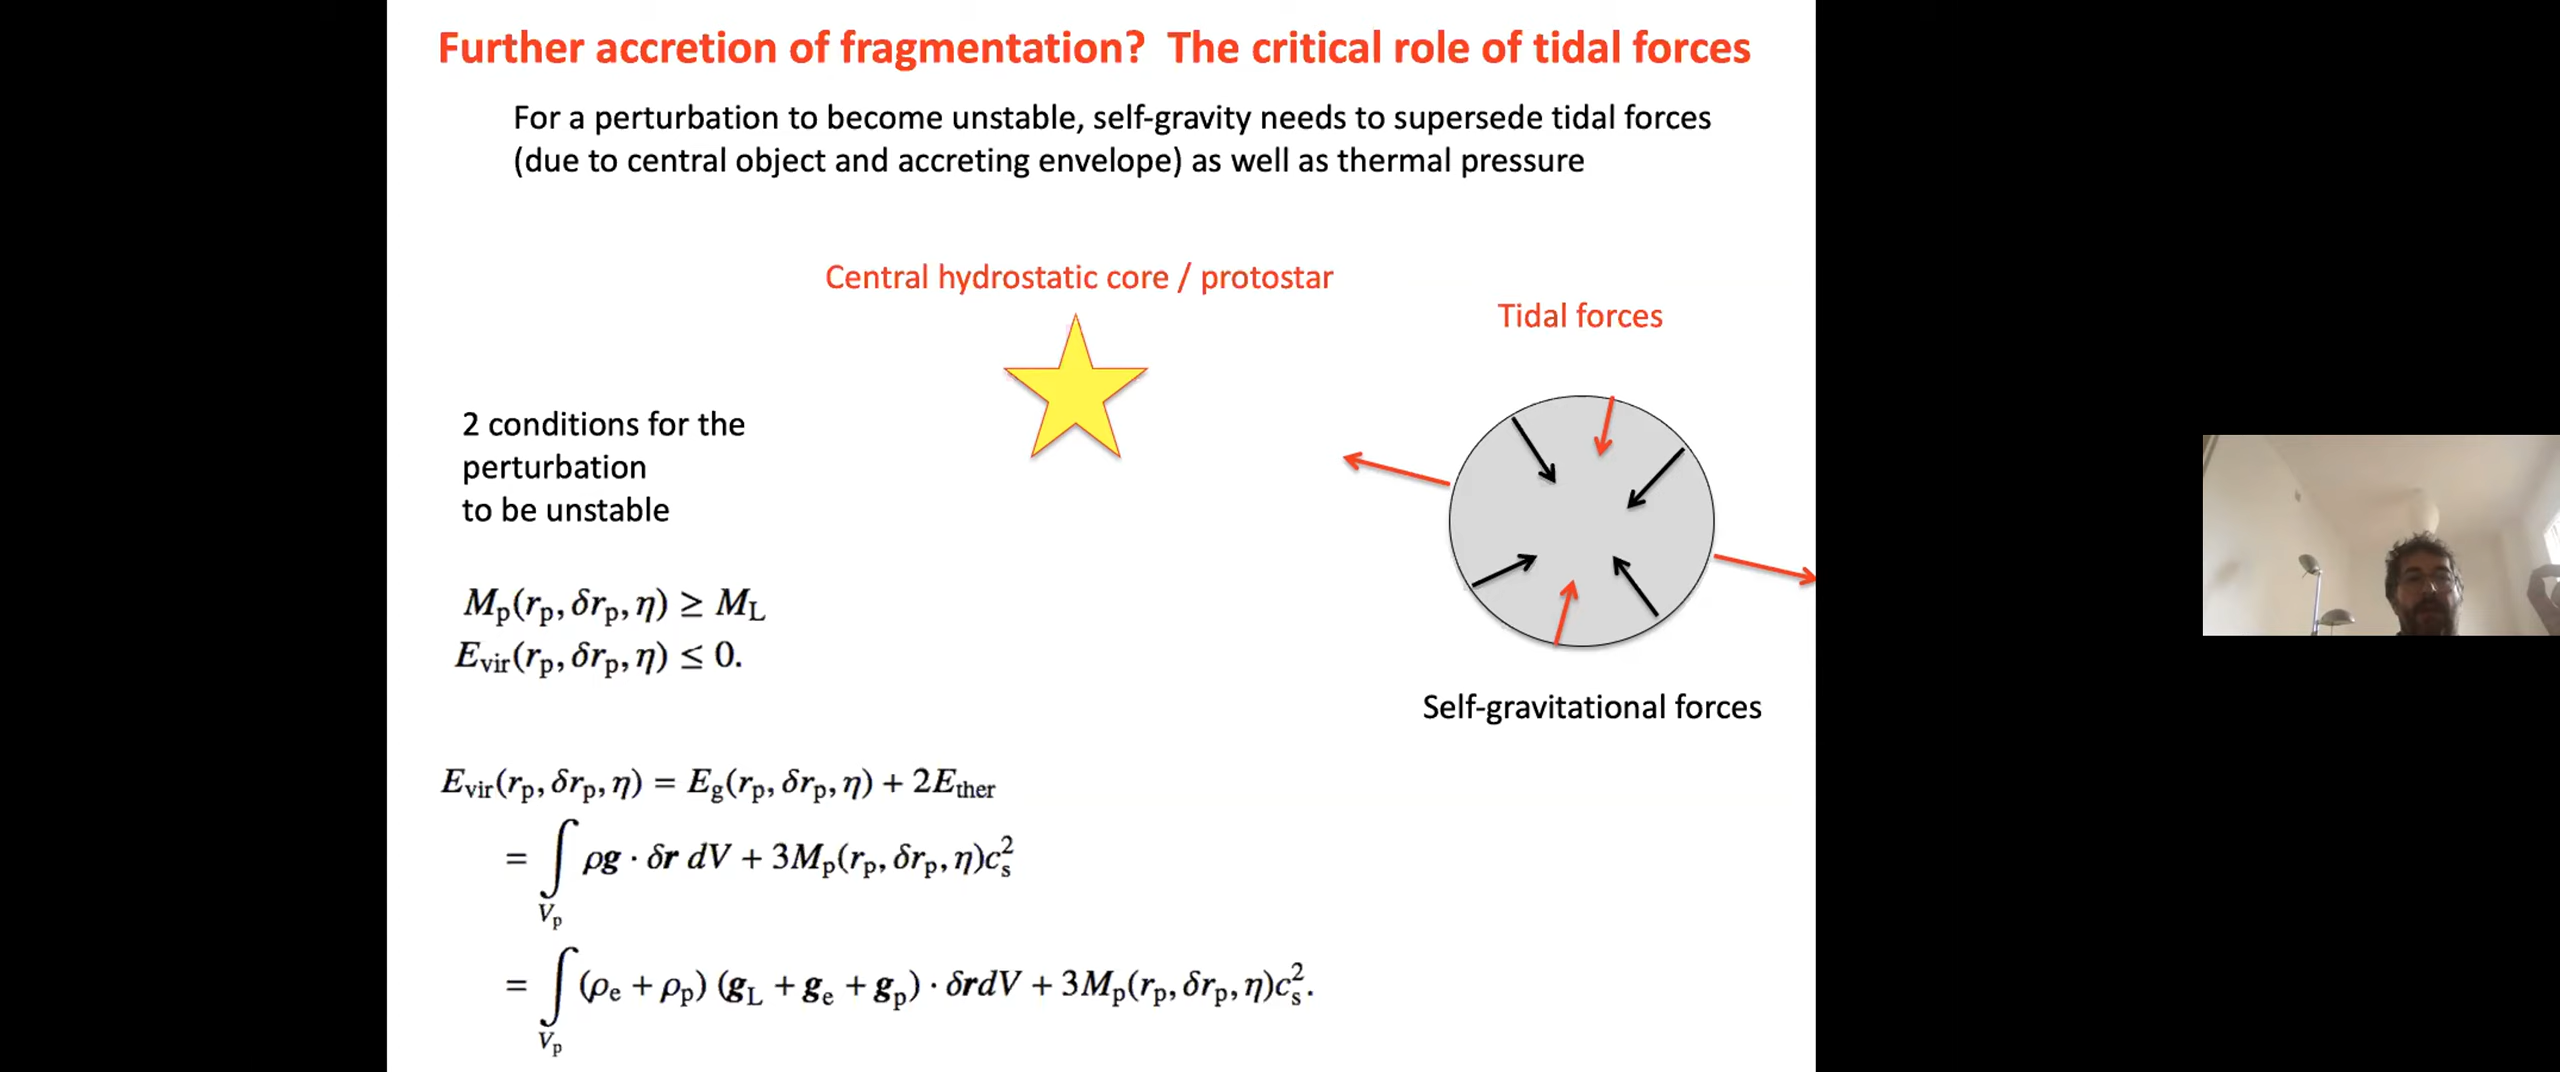 Further accretion of fragmentation? The critical role of tidal forces
For a perturbation to become unstable, self-gravity needs to supersede tidal forces
(due to central object and accreting envelope) as well as thermal pressure
Central hydrostatic core / protostar
Tidal forces
2 conditions for the
perturbation
to be unstable
M_p(r_p, δr_p, η) ≥ M_L
E_vir(r_p, δr_p, η) ≤ 0.
Self-gravitational forces
E_vir(r_p, δr_p, η) = E_g(r_p, δr_p, η) + 2E_ther
= ∫_{V_p} ρg · δr dV + 3M_p(r_p, δr_p, η)c_s^2
= ∫_{V_p} (ρ_e + ρ_p) (g_L + g_e + g_p) · δrdV + 3M_p(r_p, δr_p, η)c_s^2.